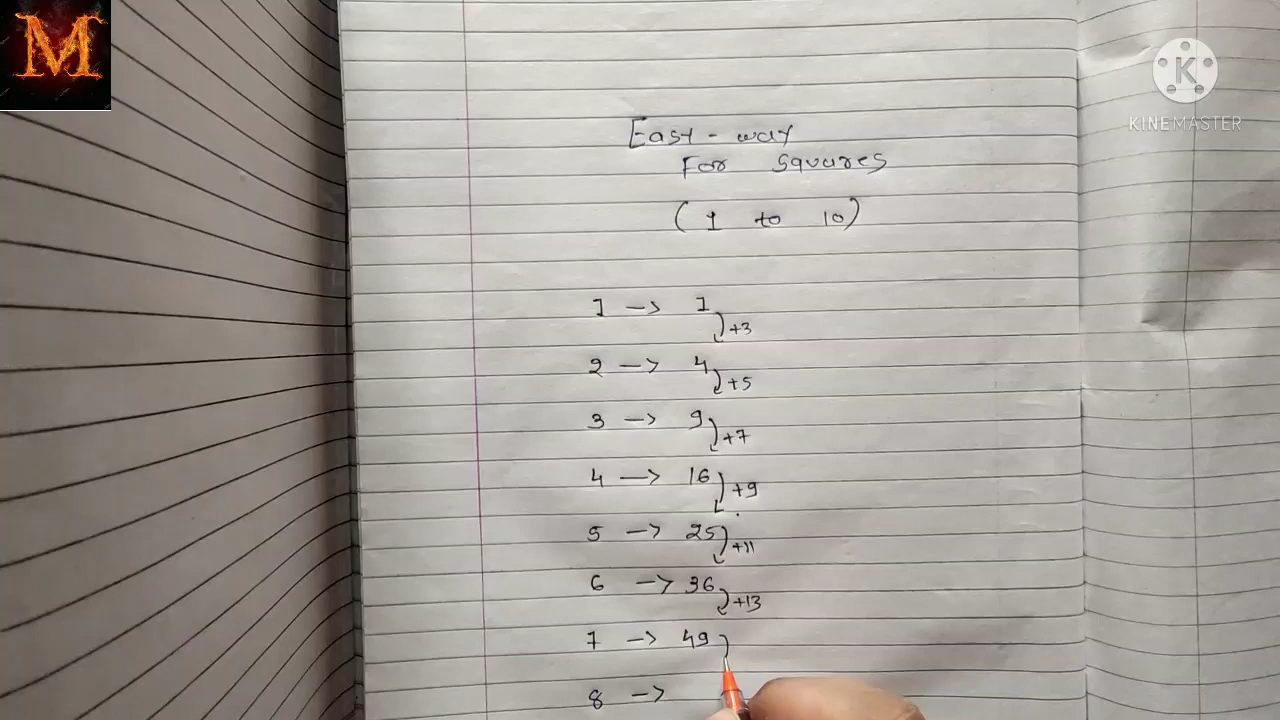 M
KINEMASTER
Easy - way
For Squares
(1 to 10)
1 -> 1
+3
2 -> 4
+5
3 -> 9
+7
4 -> 16
+9
5 -> 25
+11
6 -> 36
+13
7 -> 49
8 ->